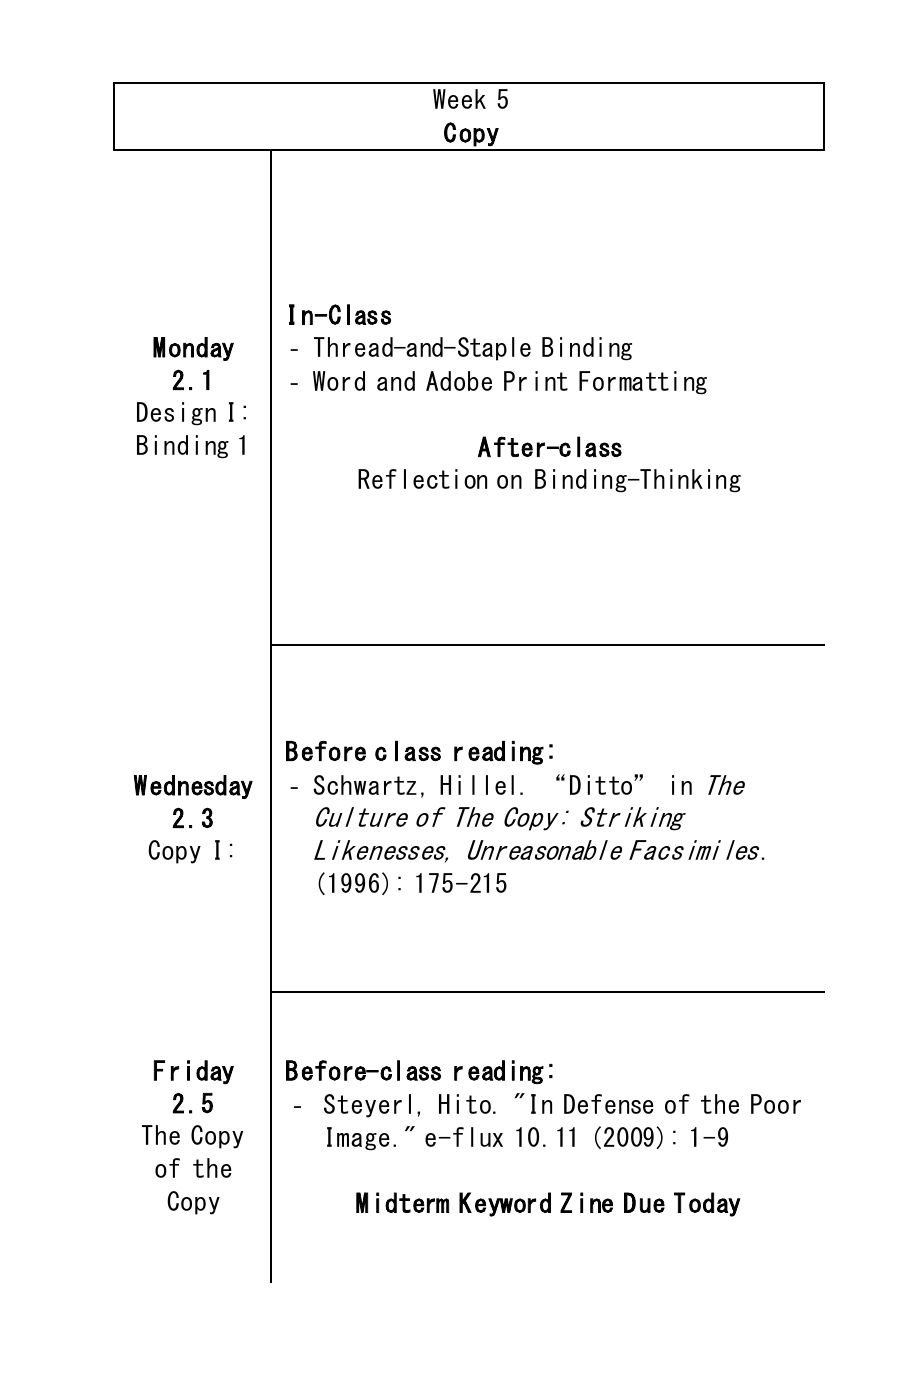 Week 5
Copy
Monday
2.1
Design I:
Binding 1
In-Class
- Thread-and-Staple Binding
- Word and Adobe Print Formatting
After-class
Reflection on Binding-Thinking
Wednesday
2.3
Copy I:
Before class reading:
- Schwartz, Hillel. “Ditto” in The
Culture of The Copy: Striking
Likenesses, Unreasonable Facsimiles.
(1996): 175-215
Friday
2.5
The Copy
of the
Copy
Before-class reading:
- Steyerl, Hito. "In Defense of the Poor
Image." e-flux 10.11 (2009): 1-9
Midterm Keyword Zine Due Today